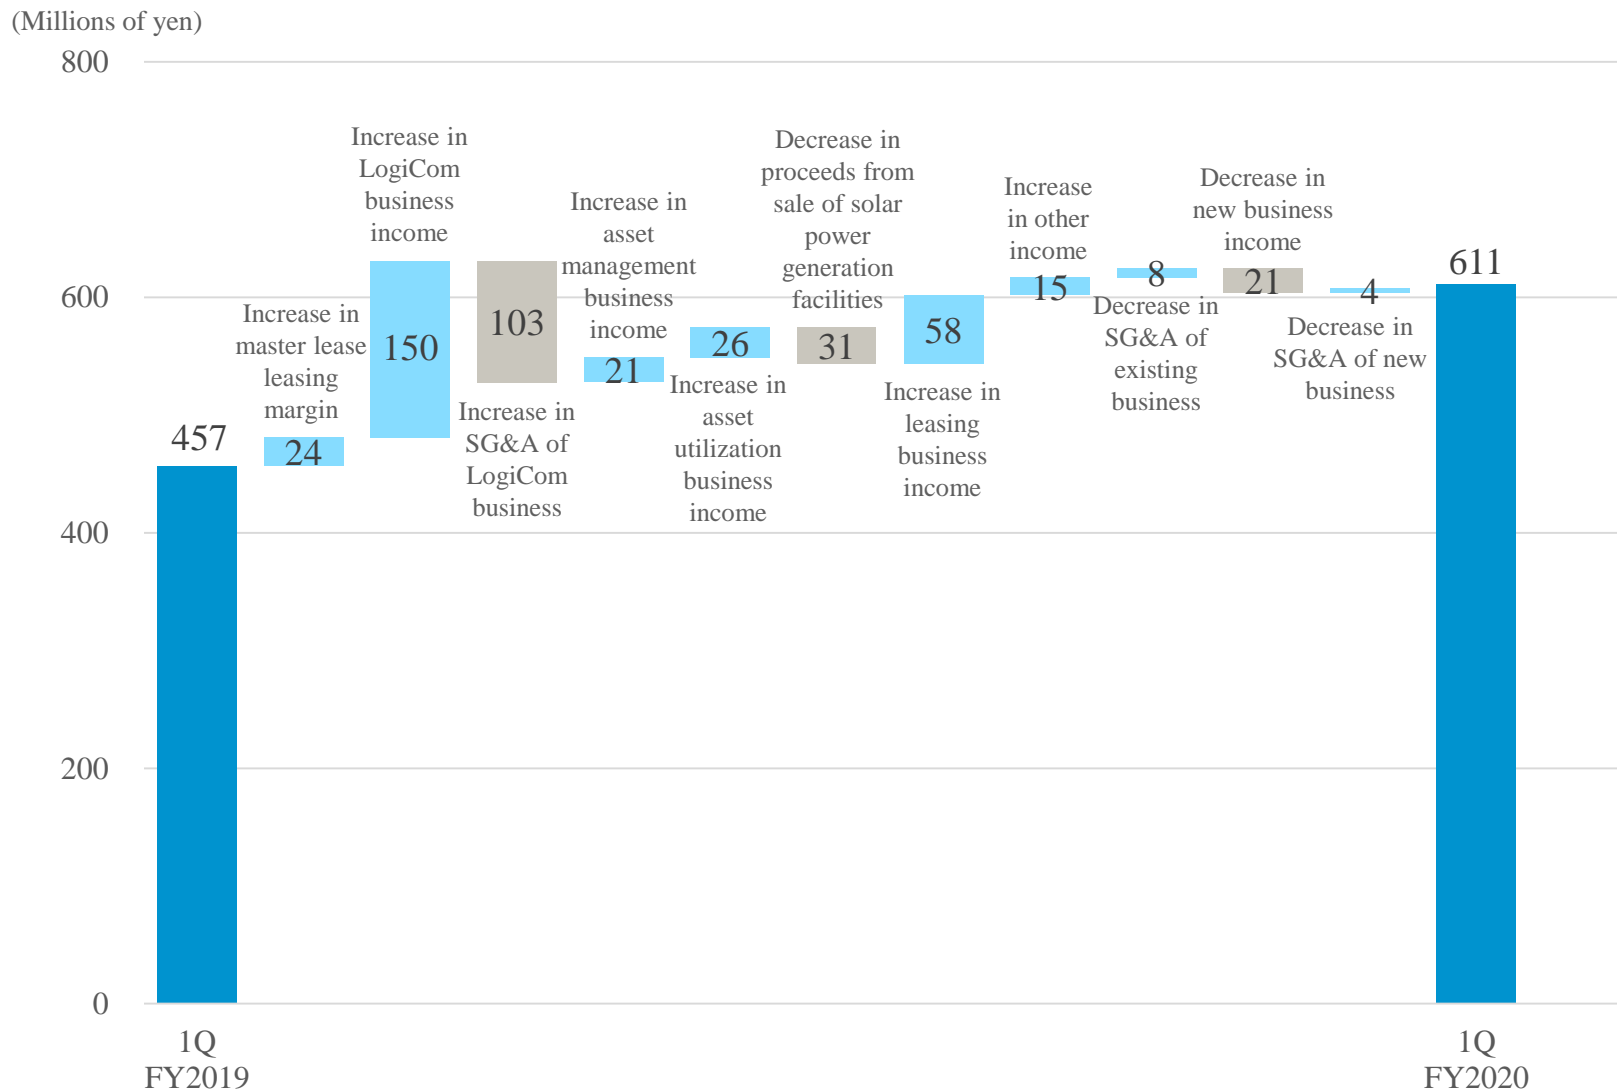 (Millions of yen)
800
600
400
200
0
457
1Q
FY2019
Increase in
master lease
leasing
margin
24
Increase in
LogiCom
business
income
150
103
Increase in
SG&A of
LogiCom
business
Increase in
asset
management
business
income
21
26
Increase in
asset
utilization
business
income
Decrease in
proceeds from
sale of solar
power
generation
facilities
31
58
Increase in
leasing
business
income
Increase
in other
income
15
8
Decrease in
SG&A of
existing
business
Decrease in
new business
income
21
4
Decrease in
SG&A of new
business
611
1Q
FY2020